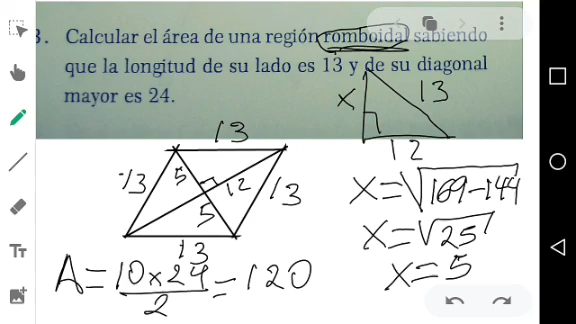 3. Calcular el área de una región romboidal sabiendo
que la longitud de su lado es 13 y de su diagonal
mayor es 24.
x 13
12
13
13 5 12 13
5
13
x=√169-144
x=√25
x=5
A=10x24/2=120
Tт